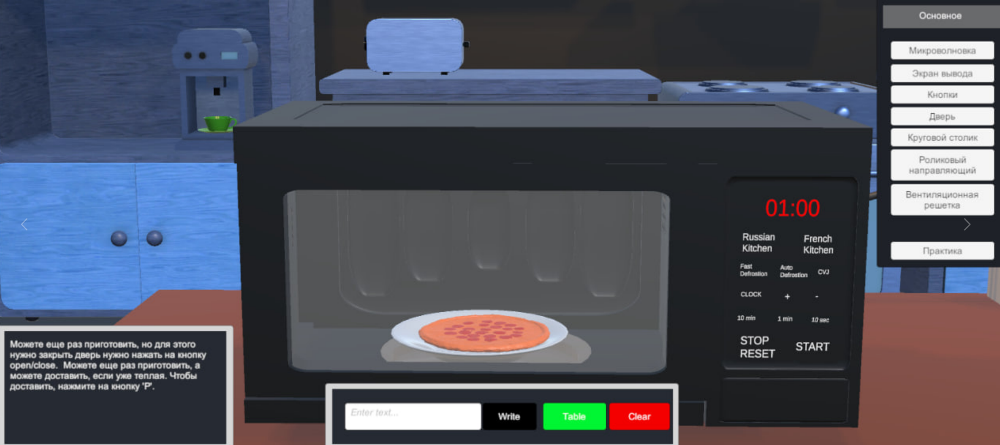 Основное
Микроволновка
Экран вывода
Кнопки
Дверь
Круговой столик
Роликовый
направляющий
Вентиляционная
решетка
Практика
01:00
Russian
Kitchen
French
Kitchen
Fast
Defrostion
Auto
Defrostion
CVJ
CLOCK
+
-
10 min
1 min
10 sec
STOP
RESET
START
Можете еще раз приготовить, но для этого
нужно закрыть дверь нужно нажать на кнопку
open/close. Можете еще раз приготовить, а
можете доставить, если уже теплая. Чтобы
доставить, нажмите на кнопку 'P'.
Enter text...
Write
Table
Clear